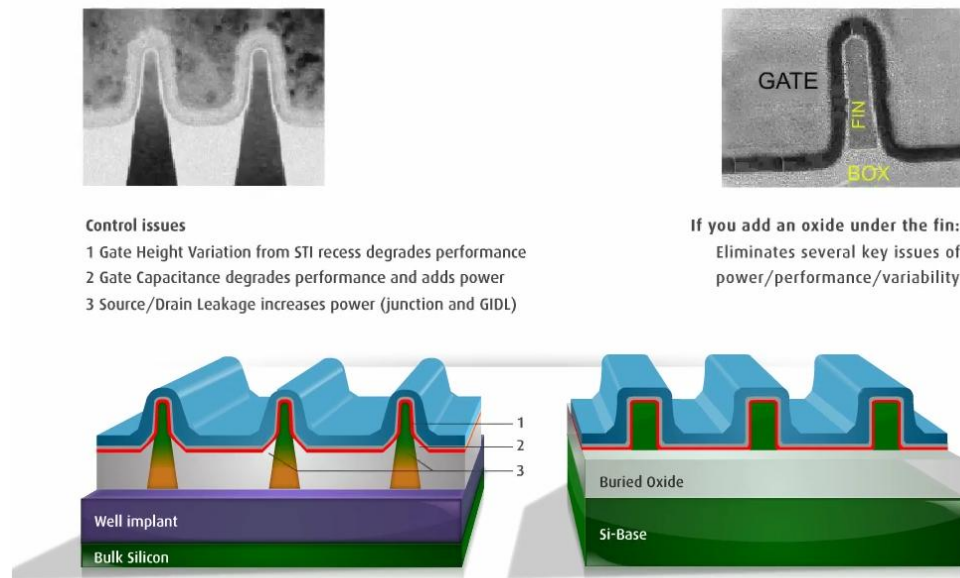 GATE
FIN
BOX
Control issues
1 Gate Height Variation from STI recess degrades performance
2 Gate Capacitance degrades performance and adds power
3 Source/Drain Leakage increases power (junction and GIDL)
If you add an oxide under the fin:
Eliminates several key issues of
power/performance/variability
1
2
3
Well implant
Bulk Silicon
Buried Oxide
Si-Base